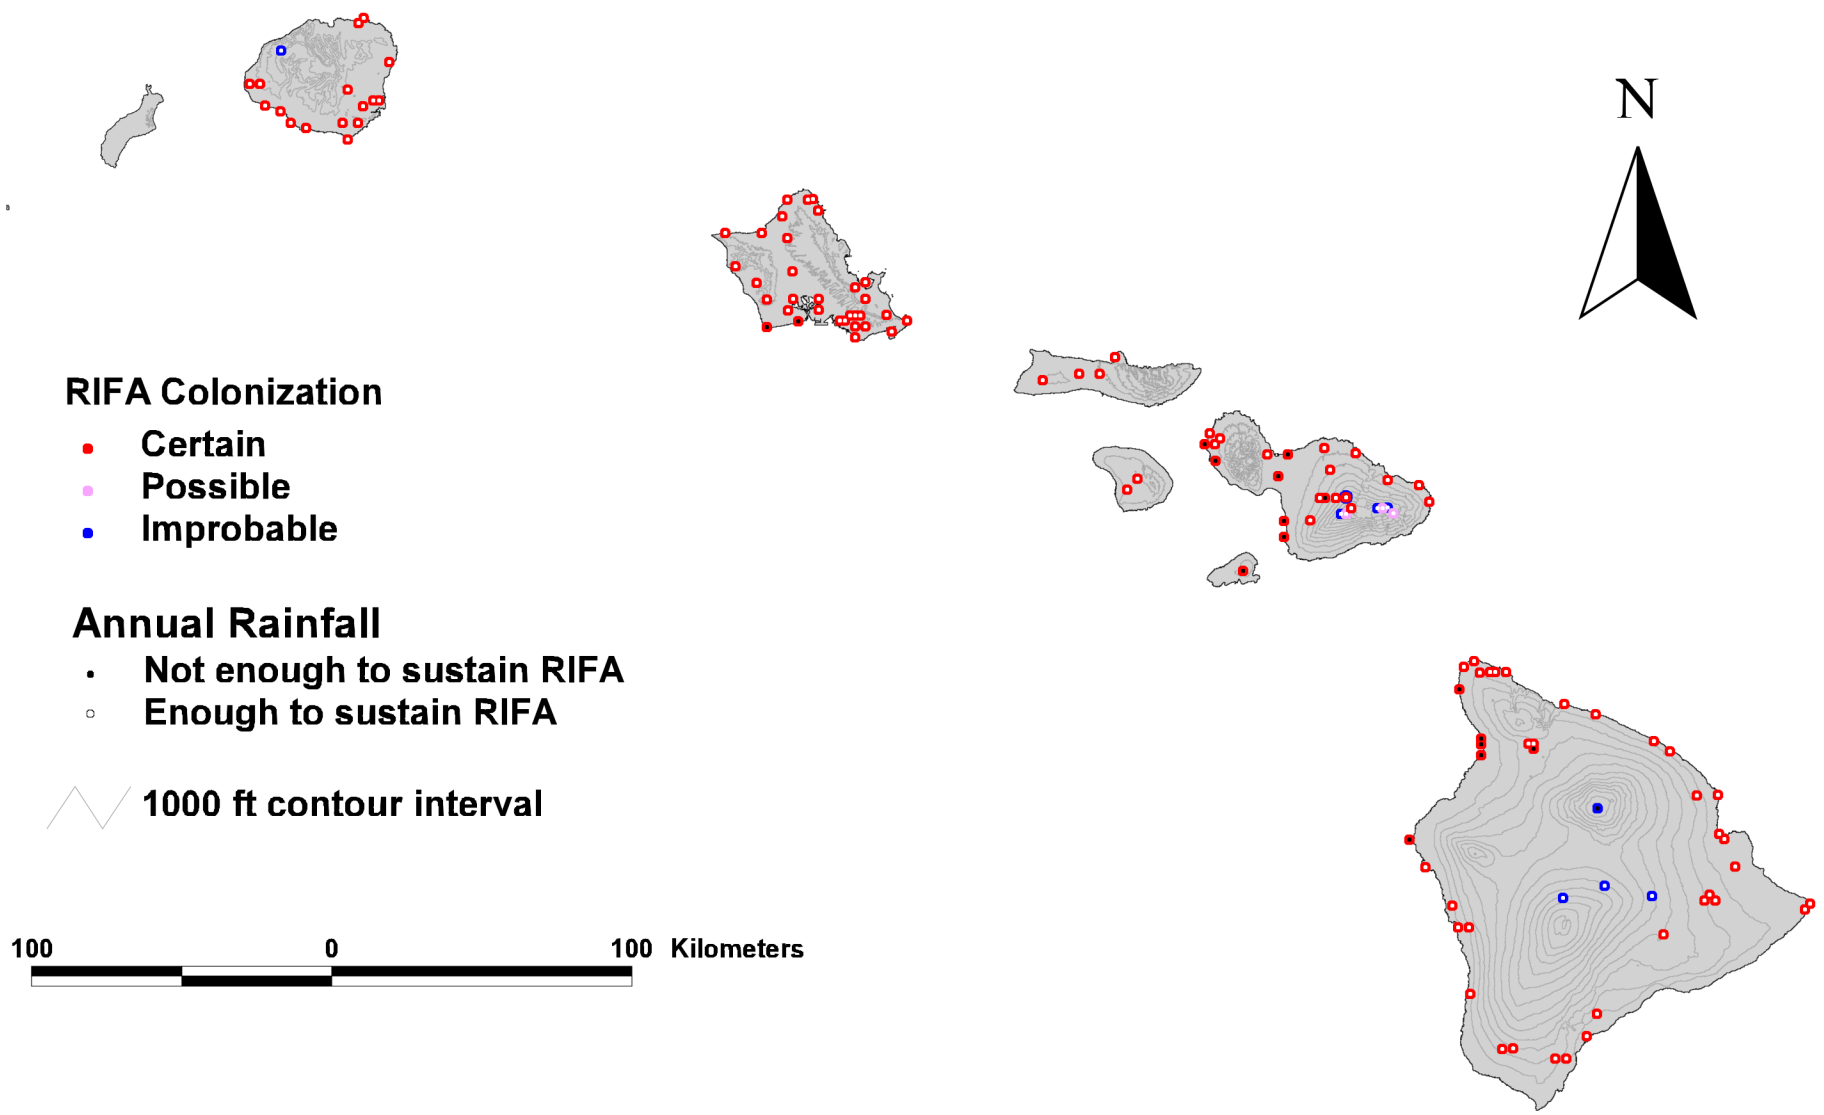 N
RIFA Colonization
Certain
Possible
Improbable
Annual Rainfall
Not enough to sustain RIFA
Enough to sustain RIFA
1000 ft contour interval
100 0 100 Kilometers